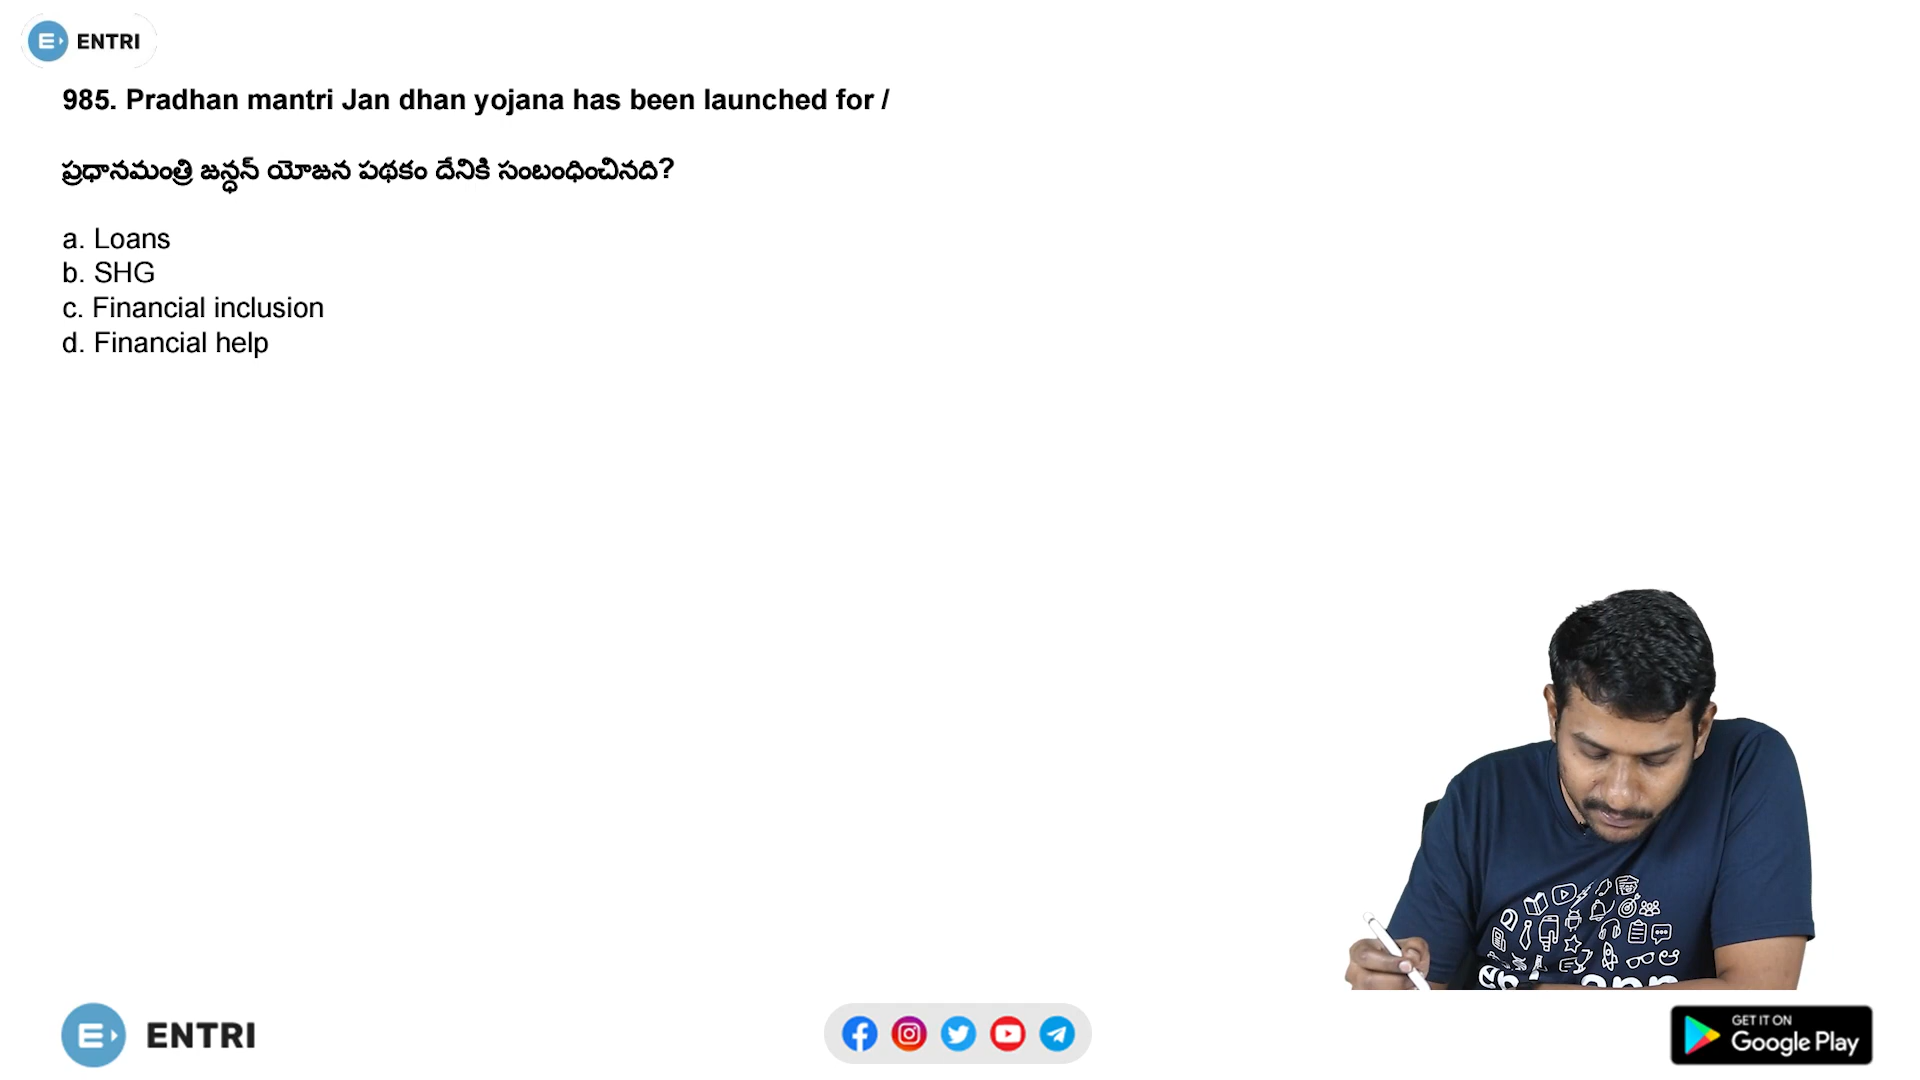 ENTRI
985. Pradhan mantri Jan dhan yojana has been launched for /
ప్రధానమంత్రి జన్ధన్ యోజన పథకం దేనికి సంబంధించినది?
a. Loans
b. SHG
c. Financial inclusion
d. Financial help
ENTRI
GET IT ON
Google Play